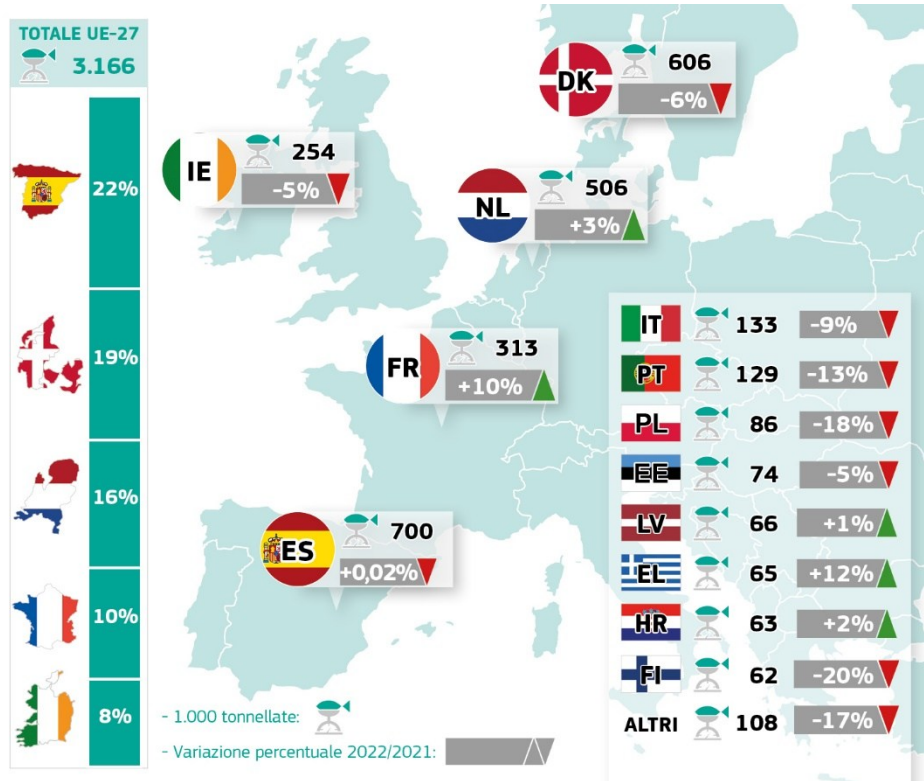 TOTALE UE-27
3.166
22%
19%
16%
10%
8%
DK
606
-6%
IE
254
-5%
NL
506
+3%
FR
313
+10%
ES
700
+0,02%
IT 133 -9%
PT 129 -13%
PL 86 -18%
EE 74 -5%
LV 66 +1%
EL 65 +12%
HR 63 +2%
FI 62 -20%
ALTRI 108 -17%
- 1.000 tonnellate:
- Variazione percentuale 2022/2021: